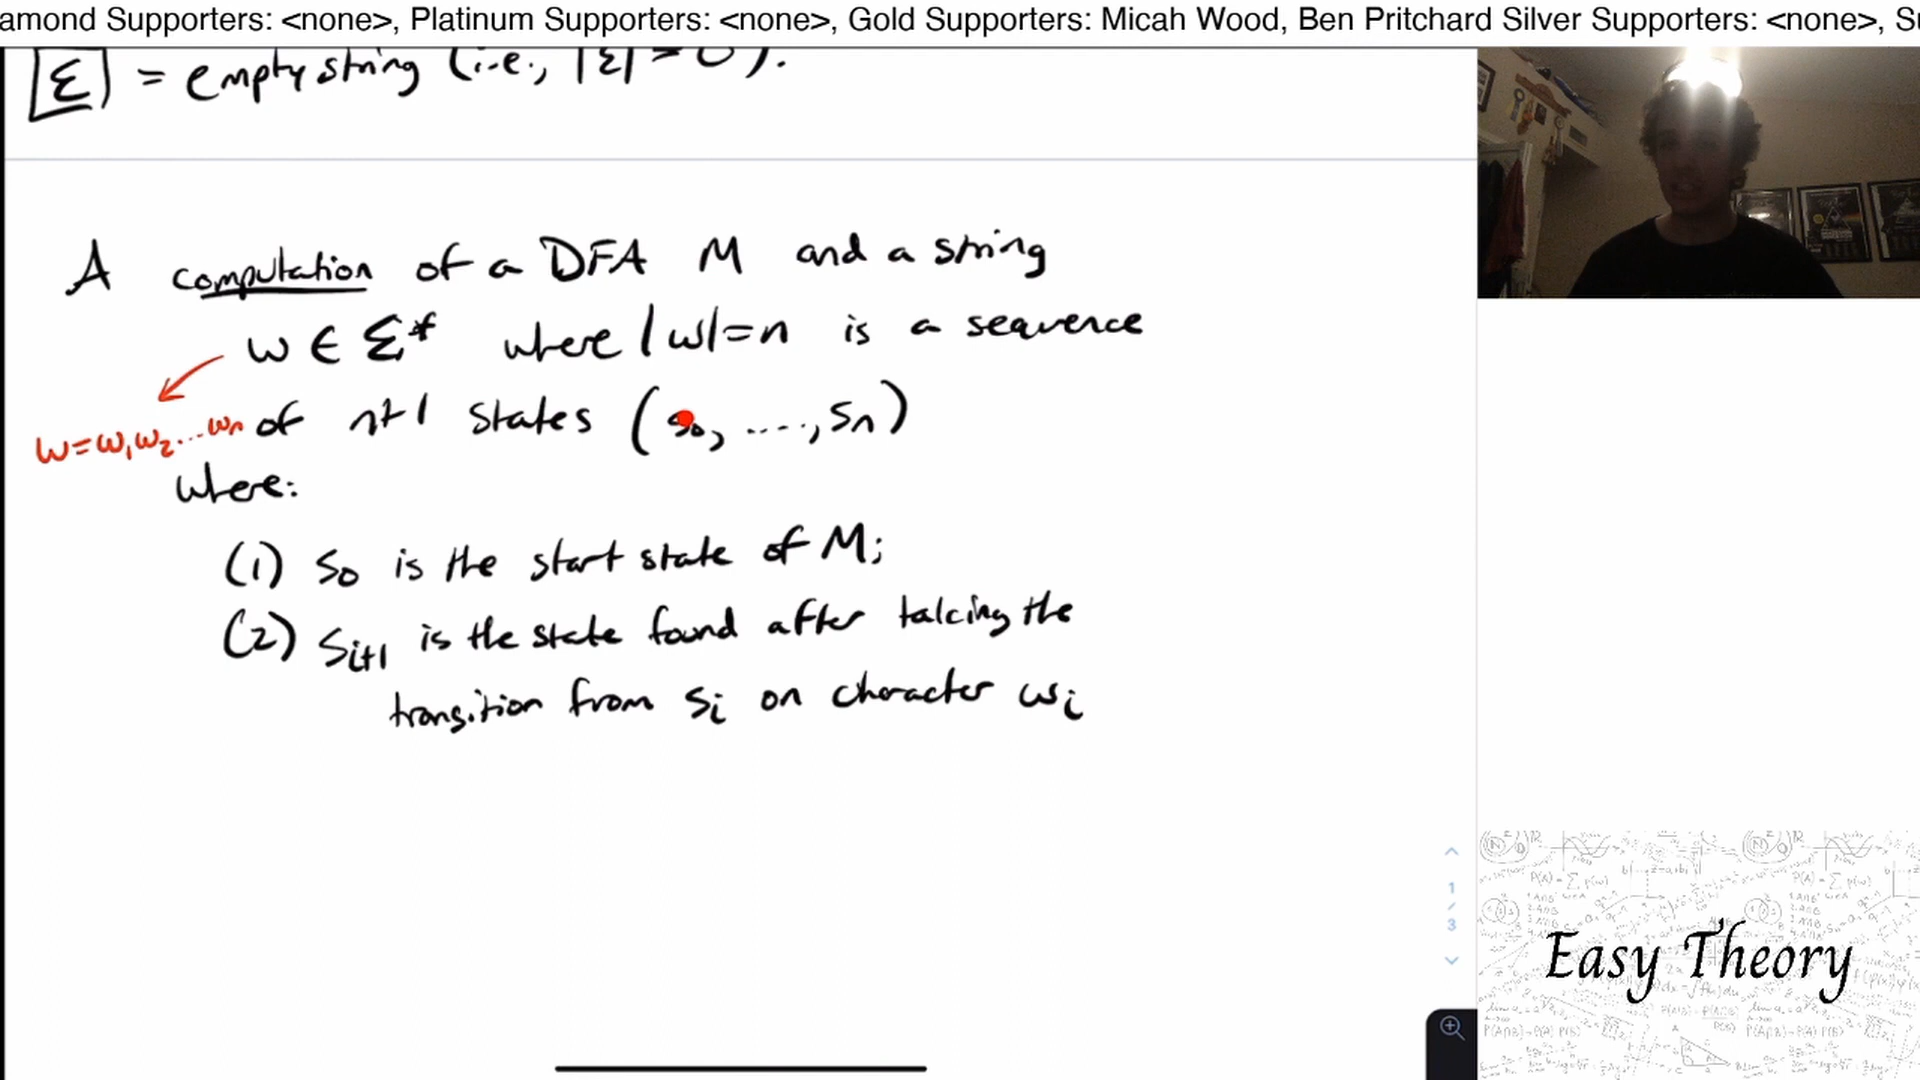 amond Supporters: <none>, Platinum Supporters: <none>, Gold Supporters: Micah Wood, Ben Pritchard Silver Supporters: <none>, S
ε = empty string (i.e., |ε| = 0).
A computation of a DFA M and a string
w ∈ Σ* where |w|=n is a sequence
of n+1 states (s₀, ...., sₙ)
w=w₁w₂...wₙ
where:
(1) s₀ is the start state of M;
(2) sᵢ₊₁ is the state found after taking the
transition from sᵢ on character wᵢ
1
/
3
Easy Theory